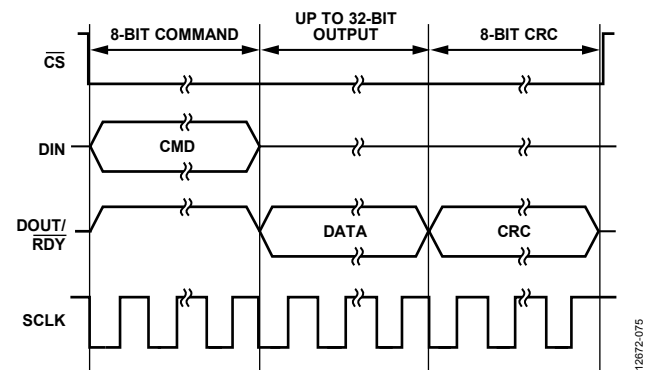 8-BIT COMMAND
UP TO 32-BIT
OUTPUT
8-BIT CRC
CS
DIN
CMD
DOUT/
RDY
DATA
CRC
SCLK
12672-075